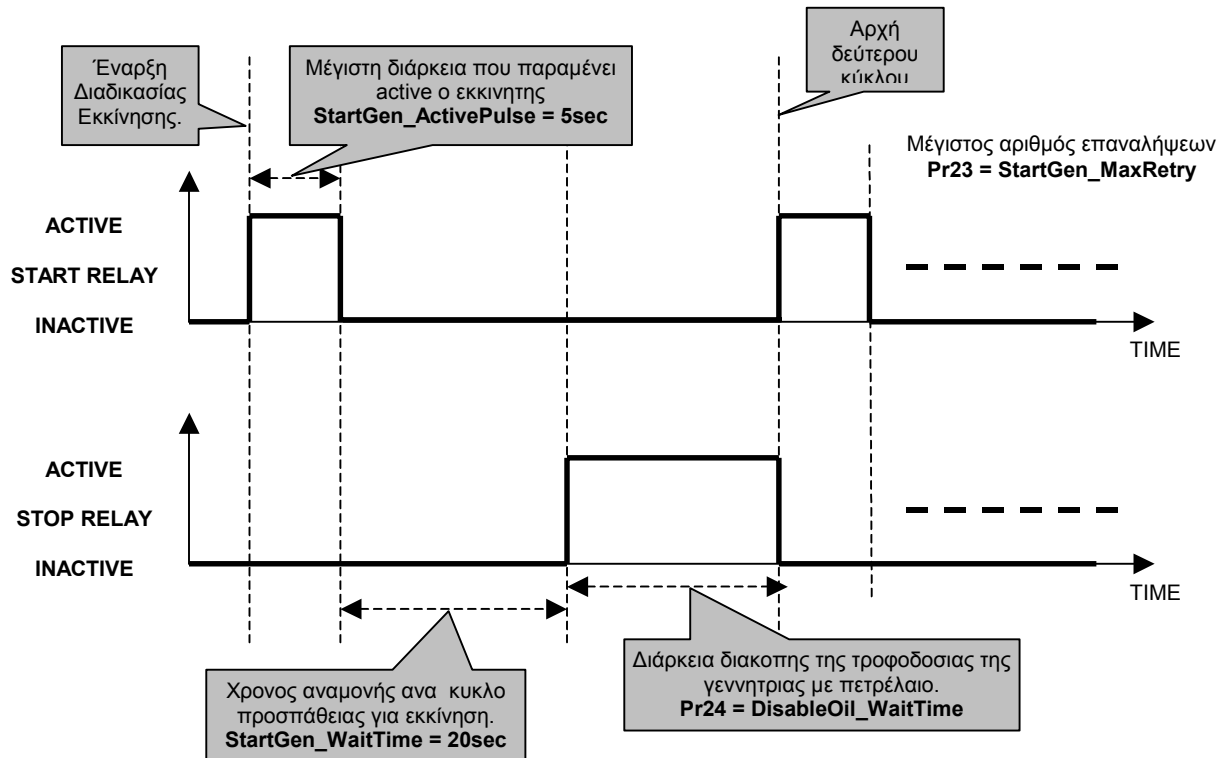 Έναρξη
Διαδικασίας
Εκκίνησης.
Μέγιστη διάρκεια που παραμένει
active ο εκκινητης
StartGen_ActivePulse = 5sec
Αρχή
δεύτερου
κύκλου
Μέγιστος αριθμός επαναλήψεων
Pr23 = StartGen_MaxRetry
ACTIVE
START RELAY
INACTIVE
TIME
ACTIVE
STOP RELAY
INACTIVE
TIME
Χρονος αναμονής ανα κυκλο
προσπάθειας για εκκίνηση.
StartGen_WaitTime = 20sec
Διάρκεια διακοπης της τροφοδοσιας της
γεννητριας με πετρέλαιο.
Pr24 = DisableOil_WaitTime